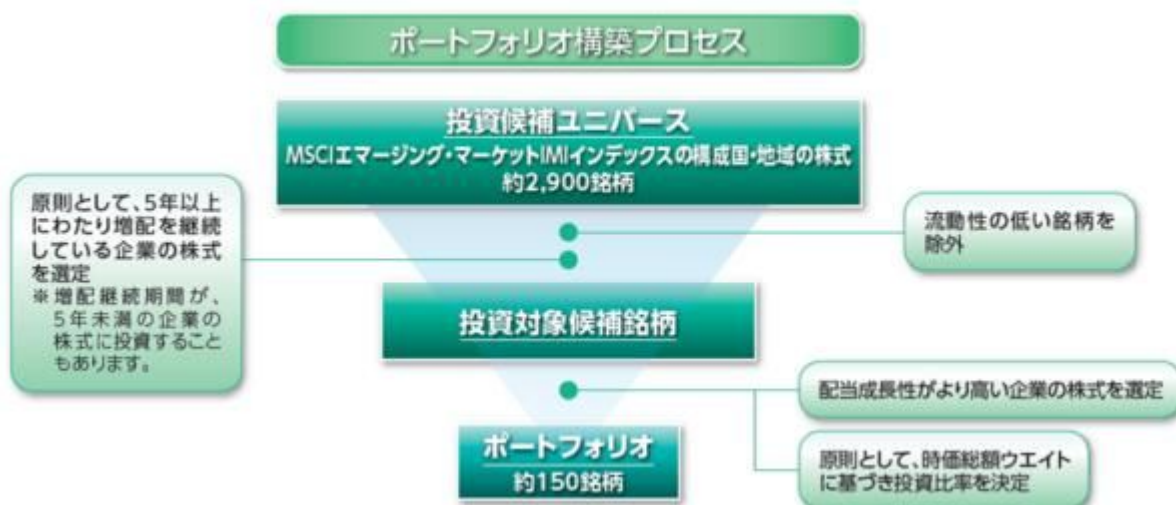 ポートフォリオ構築プロセス
投資候補ユニバース
MSCIエマージング・マーケットIMIインデックスの構成国・地域の株式
約2,900銘柄
原則として、5年以上
にわたり増配を継続
している企業の株式
を選定
※増配継続期間が、
5年未満の企業の
株式に投資すること
もあります。
流動性の低い銘柄を
除外
投資対象候補銘柄
配当成長性がより高い企業の株式を選定
原則として、時価総額ウエイト
に基づき投資比率を決定
ポートフォリオ
約150銘柄